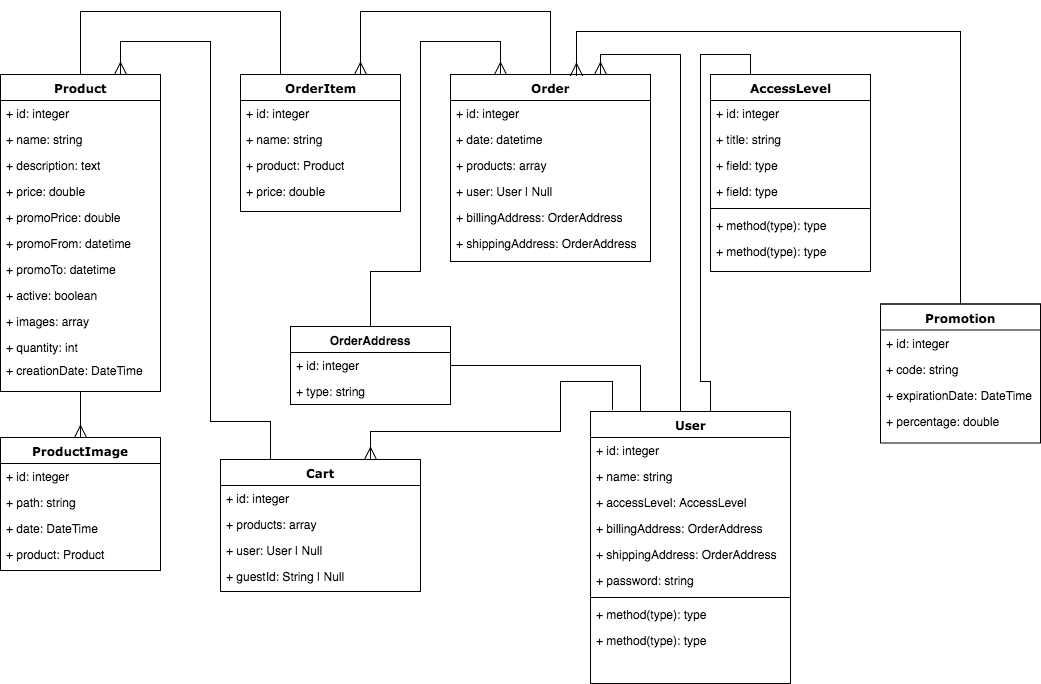 Product
+ id: integer
+ name: string
+ description: text
+ price: double
+ promoPrice: double
+ promoFrom: datetime
+ promoTo: datetime
+ active: boolean
+ images: array
+ quantity: int
+ creationDate: DateTime
OrderItem
+ id: integer
+ name: string
+ product: Product
+ price: double
Order
+ id: integer
+ date: datetime
+ products: array
+ user: User | Null
+ billingAddress: OrderAddress
+ shippingAddress: OrderAddress
AccessLevel
+ id: integer
+ title: string
+ field: type
+ field: type
+ method(type): type
+ method(type): type
Promotion
+ id: integer
+ code: string
+ expirationDate: DateTime
+ percentage: double
OrderAddress
+ id: integer
+ type: string
ProductImage
+ id: integer
+ path: string
+ date: DateTime
+ product: Product
Cart
+ id: integer
+ products: array
+ user: User | Null
+ guestId: String | Null
User
+ id: integer
+ name: string
+ accessLevel: AccessLevel
+ billingAddress: OrderAddress
+ shippingAddress: OrderAddress
+ password: string
+ method(type): type
+ method(type): type